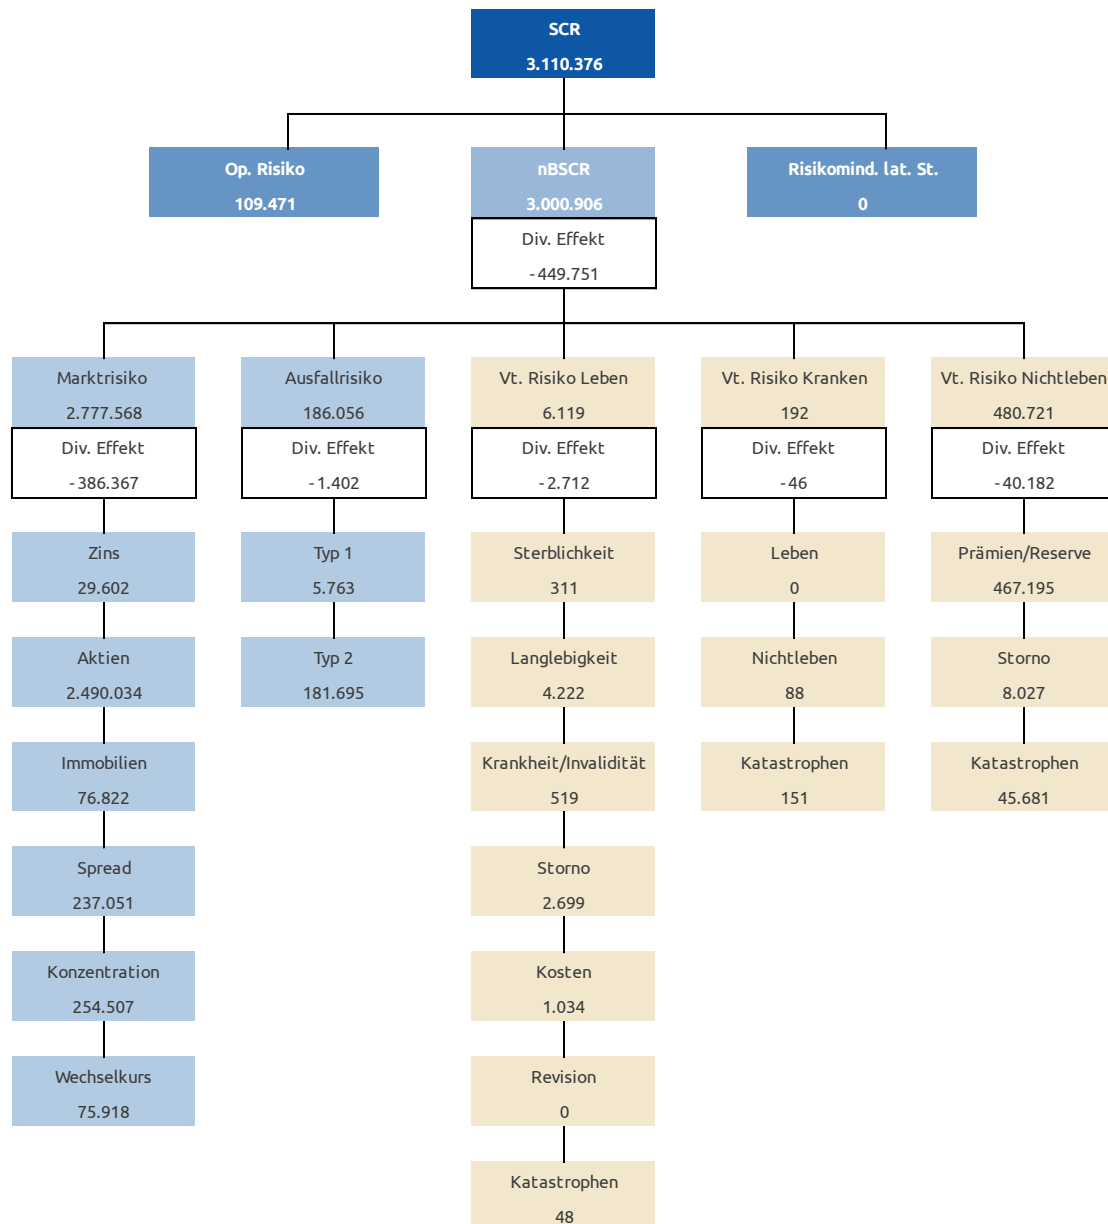 SCR
3.110.376
Op. Risiko
109.471
nBSCR
3.000.906
Risikomind. lat. St.
0
Div. Effekt
-449.751
Marktrisiko
2.777.568
Div. Effekt
-386.367
Zins
29.602
Aktien
2.490.034
Immobilien
76.822
Spread
237.051
Konzentration
254.507
Wechselkurs
75.918
Ausfallrisiko
186.056
Div. Effekt
-1.402
Typ 1
5.763
Typ 2
181.695
Vt. Risiko Leben
6.119
Div. Effekt
-2.712
Sterblichkeit
311
Langlebigkeit
4.222
Krankheit/Invalidität
519
Storno
2.699
Kosten
1.034
Revision
0
Katastrophen
48
Vt. Risiko Kranken
192
Div. Effekt
-46
Leben
0
Nichtleben
88
Katastrophen
151
Vt. Risiko Nichtleben
480.721
Div. Effekt
-40.182
Prämien/Reserve
467.195
Storno
8.027
Katastrophen
45.681